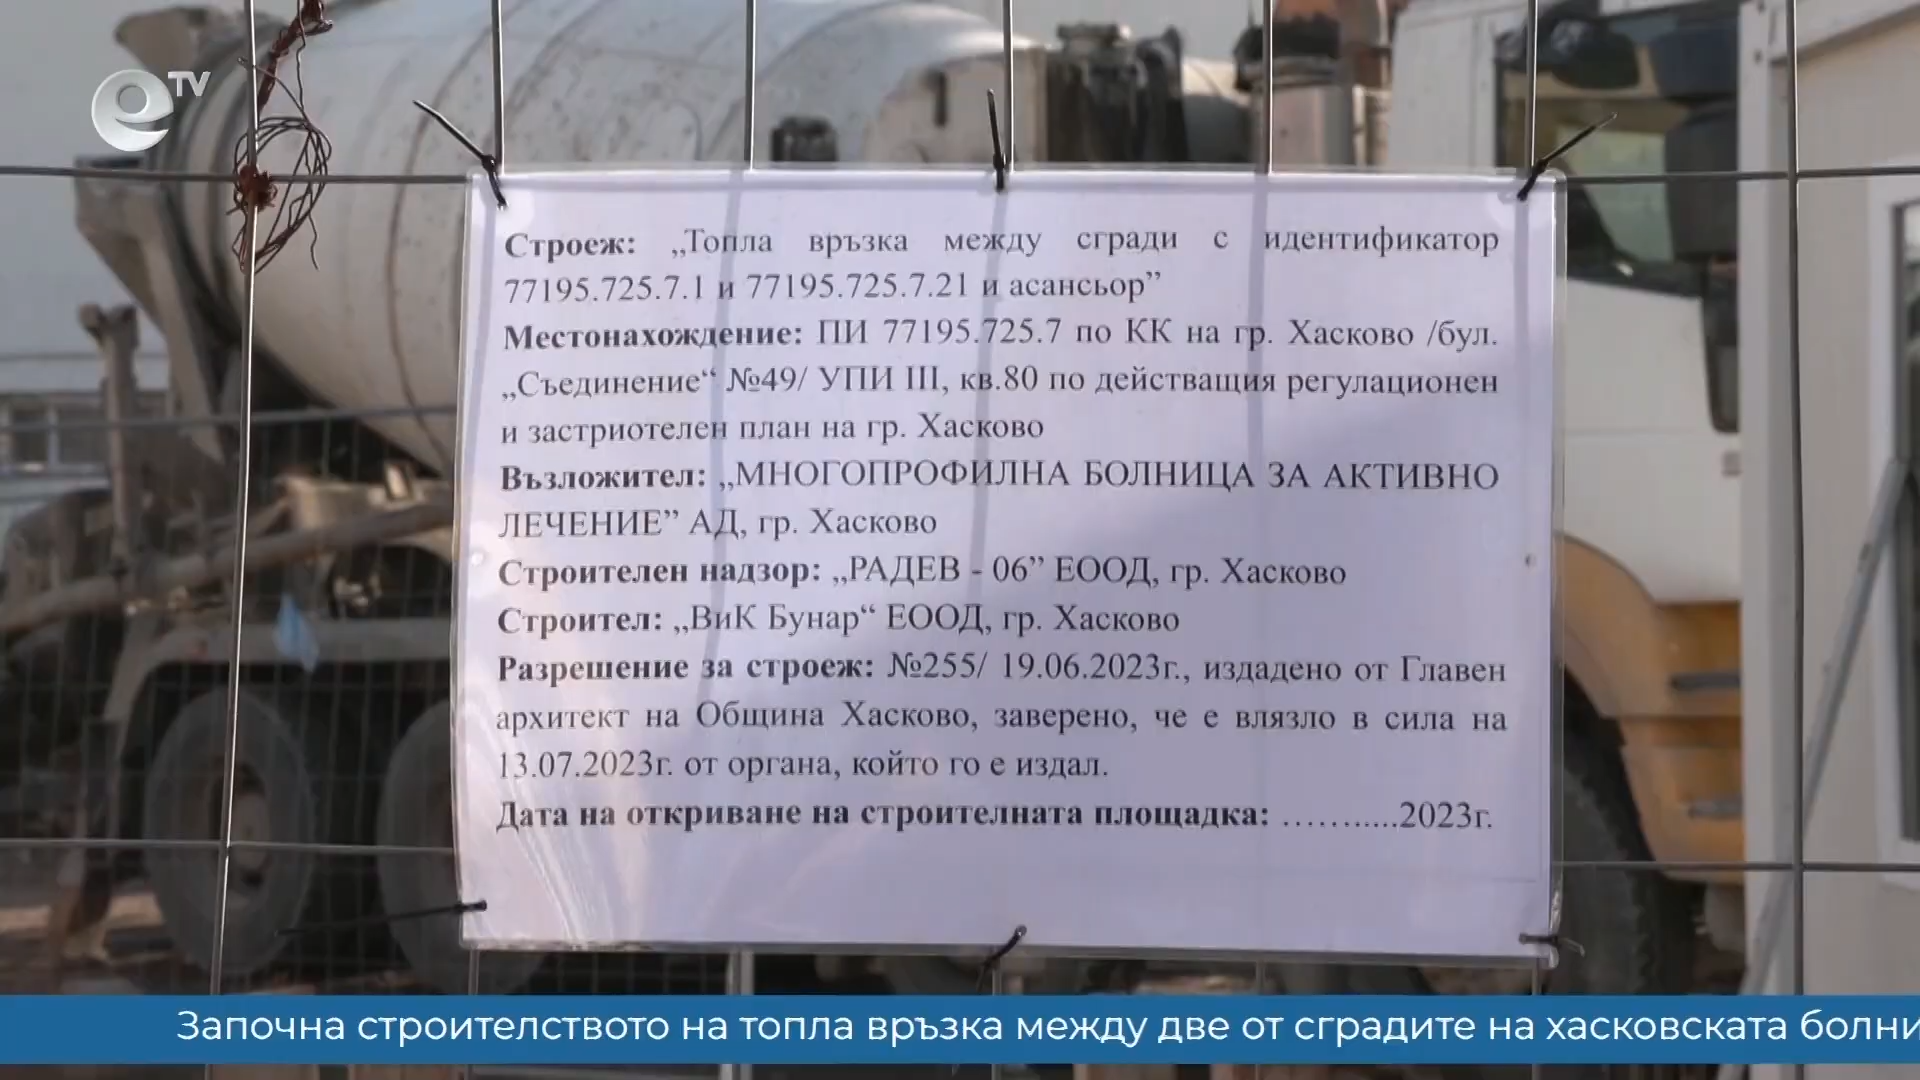 eTV
Строеж: „Топла връзка между сгради с идентификатор
77195.725.7.1 и 77195.725.7.21 и асансьор”
Местонахождение: ПИ 77195.725.7 по КК на гр. Хасково /бул.
„Съединение“ №49/ УПИ III, кв.80 по действащия регулационен
и застриотелен план на гр. Хасково
Възложител: „МНОГОПРОФИЛНА БОЛНИЦА ЗА АКТИВНО
ЛЕЧЕНИЕ” АД, гр. Хасково
Строителен надзор: „РАДЕВ - 06” ЕООД, гр. Хасково
Строител: „ВиК Бунар“ ЕООД, гр. Хасково
Разрешение за строеж: №255/ 19.06.2023г., издадено от Главен
архитект на Община Хасково, заверено, че е влязло в сила на
13.07.2023г. от органа, който го е издал.
Дата на откриване на строителната площадка: ...........2023г.
Започна строителството на топла връзка между две от сградите на хасковската болни